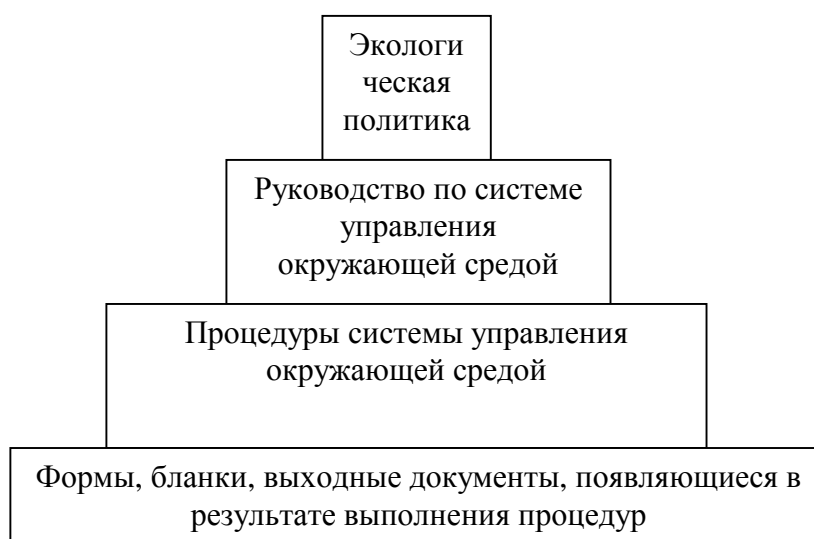 Экологи
ческая
политика
Руководство по системе
управления
окружающей средой
Процедуры системы управления
окружающей средой
Формы, бланки, выходные документы, появляющиеся в
результате выполнения процедур